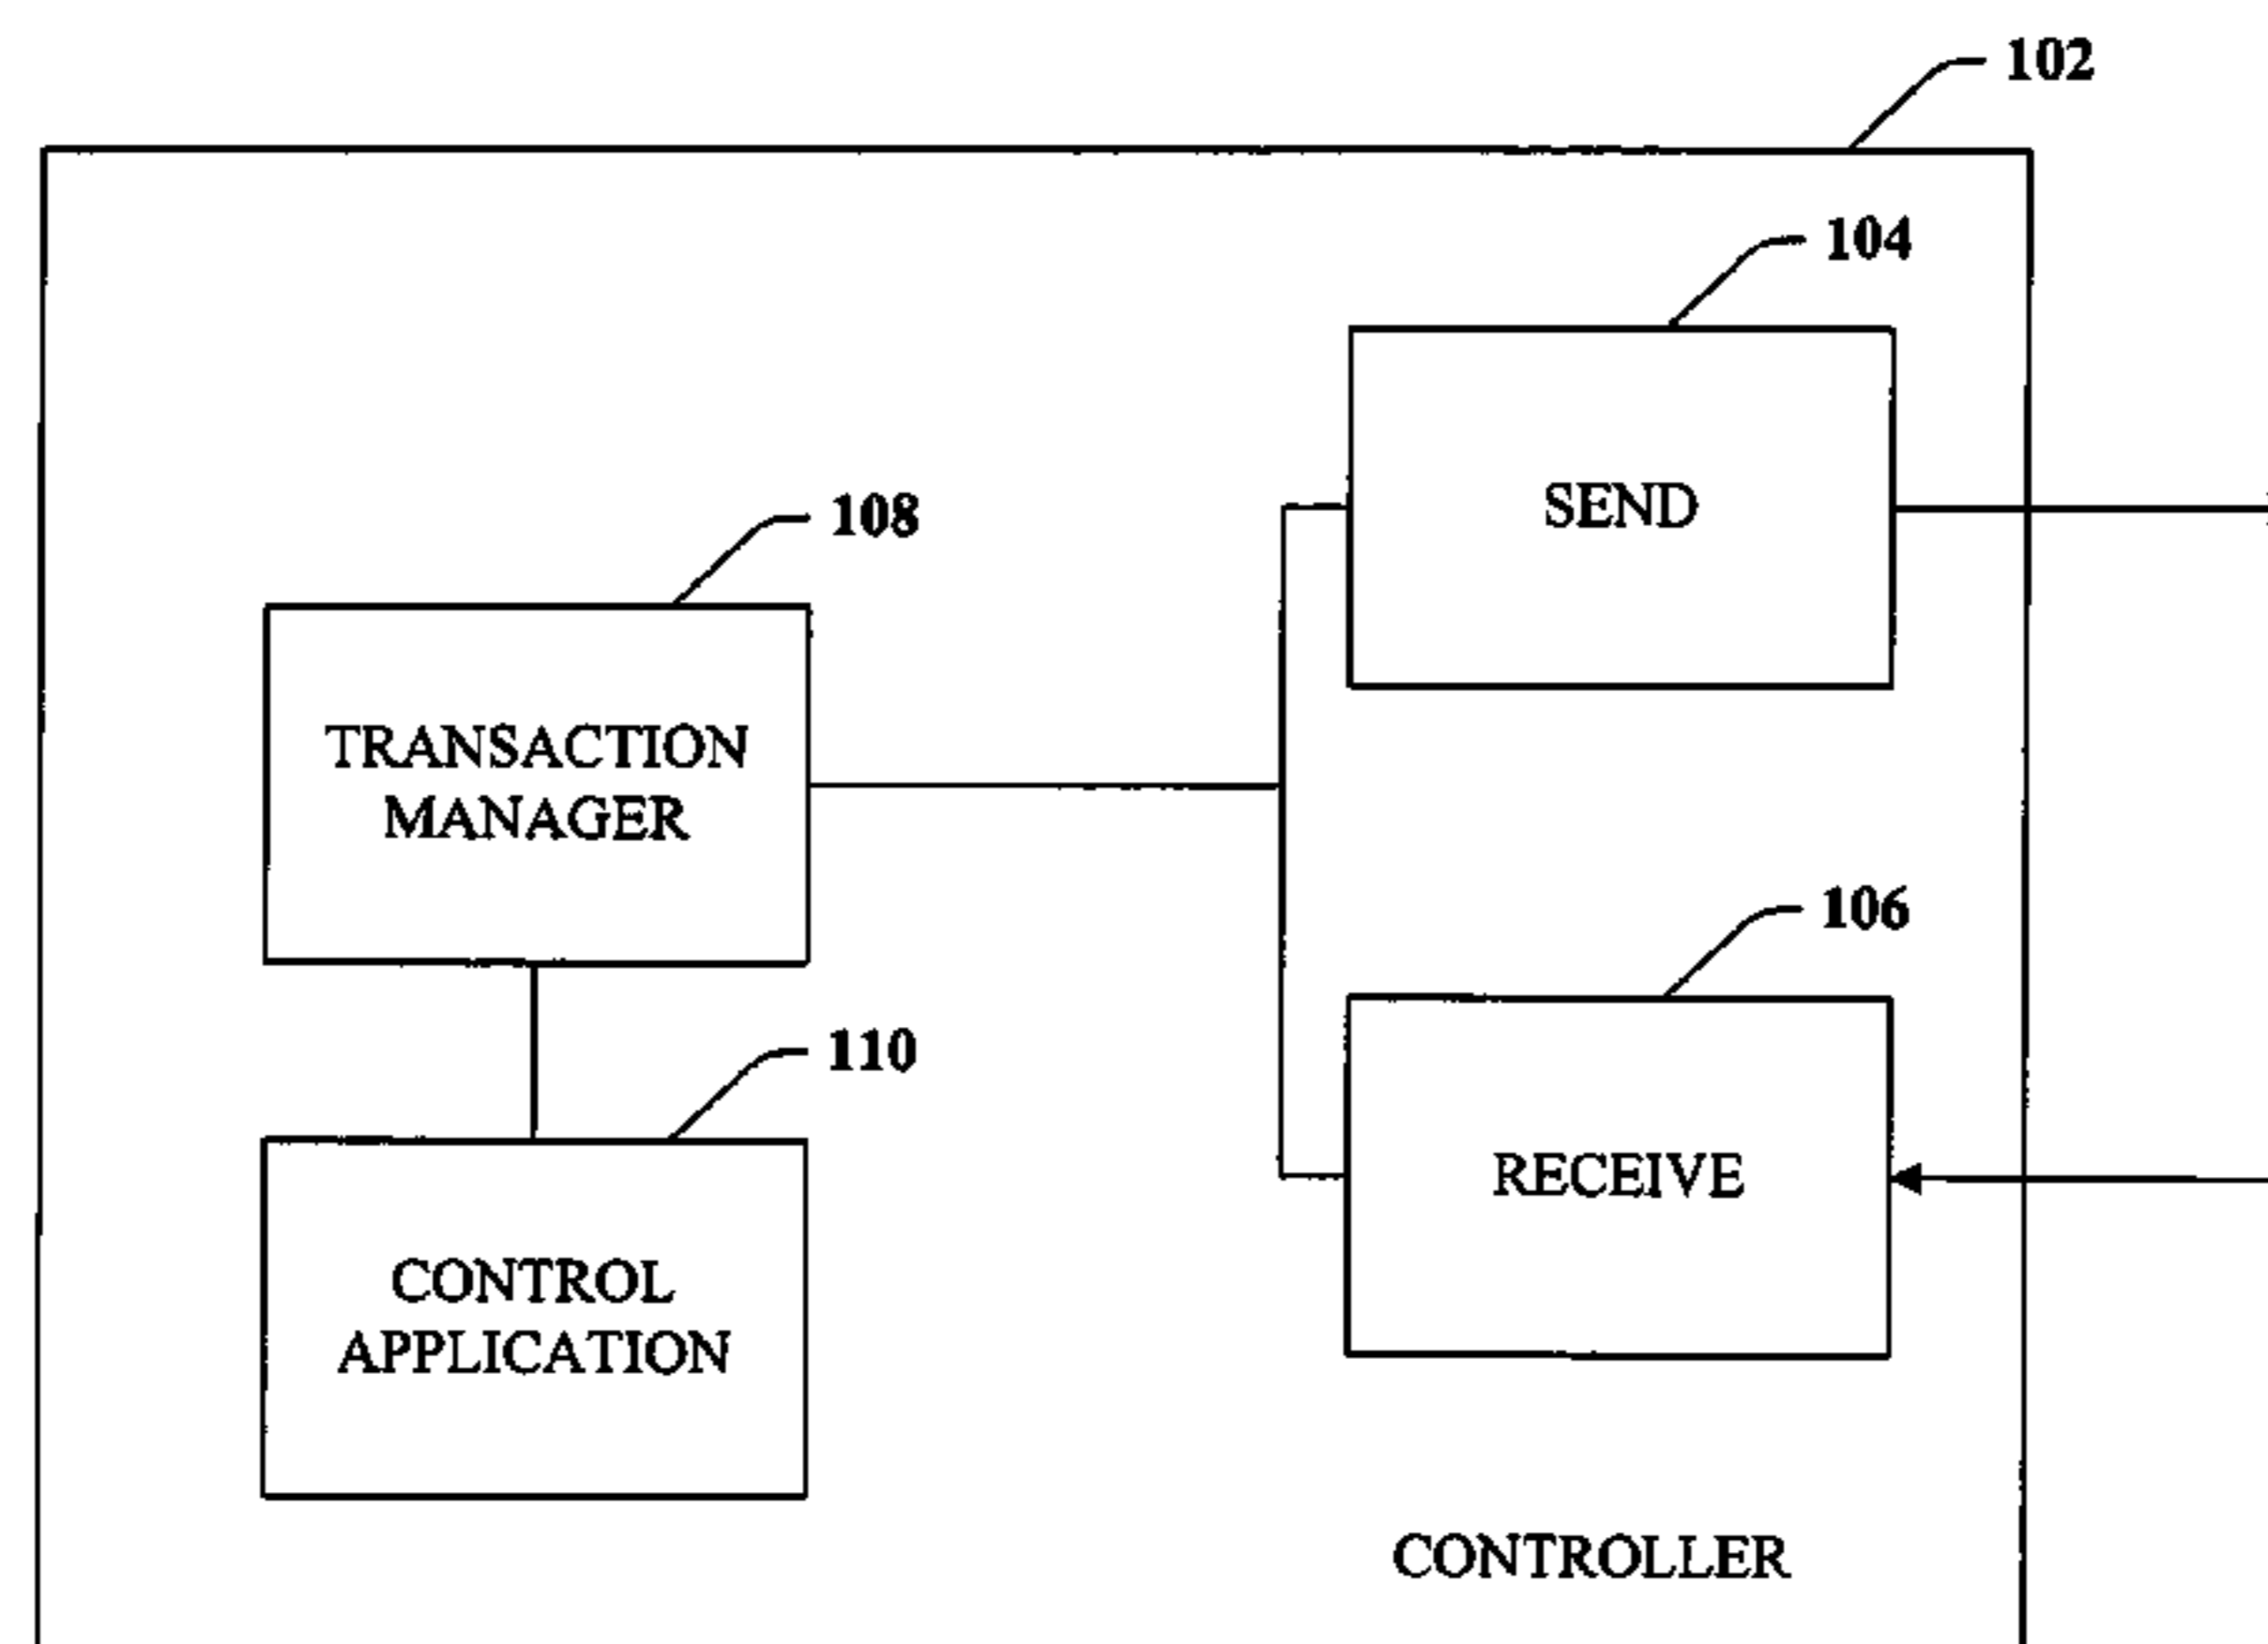 102
104
SEND
108
TRANSACTION
MANAGER
106
RECEIVE
110
CONTROL
APPLICATION
CONTROLLER